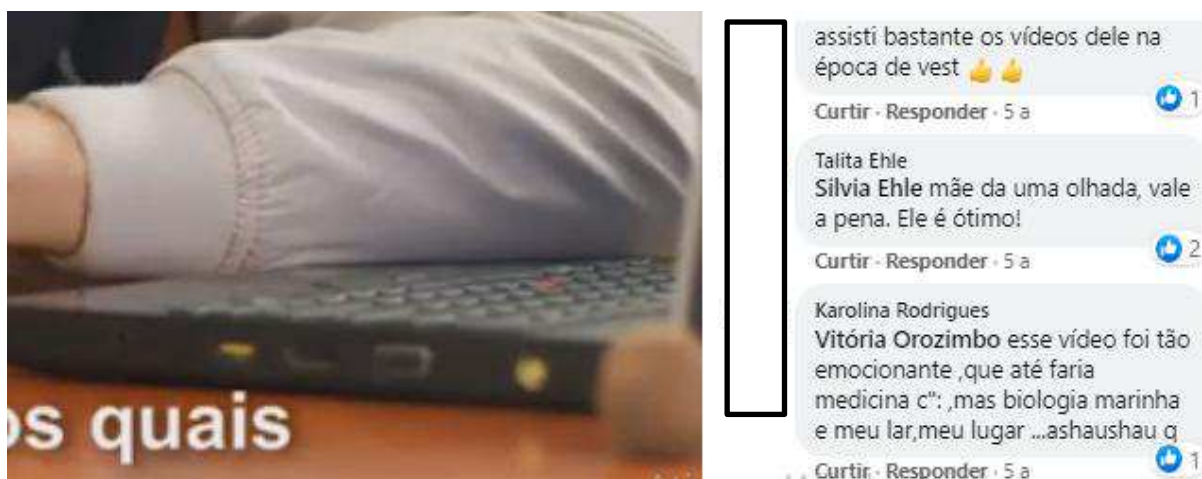 os quais
assisti bastante os vídeos dele na
época de vest 👍 👍
Curtir · Responder · 5 a
1
Talita Ehle
Silvia Ehle mãe da uma olhada, vale
a pena. Ele é ótimo!
Curtir · Responder · 5 a
2
Karolina Rodrigues
Vitória Orozimbo esse vídeo foi tão
emocionante ,que até faria
medicina c": ,mas biologia marinha
e meu lar,meu lugar ...ashaushau q
Curtir · Responder · 5 a
1